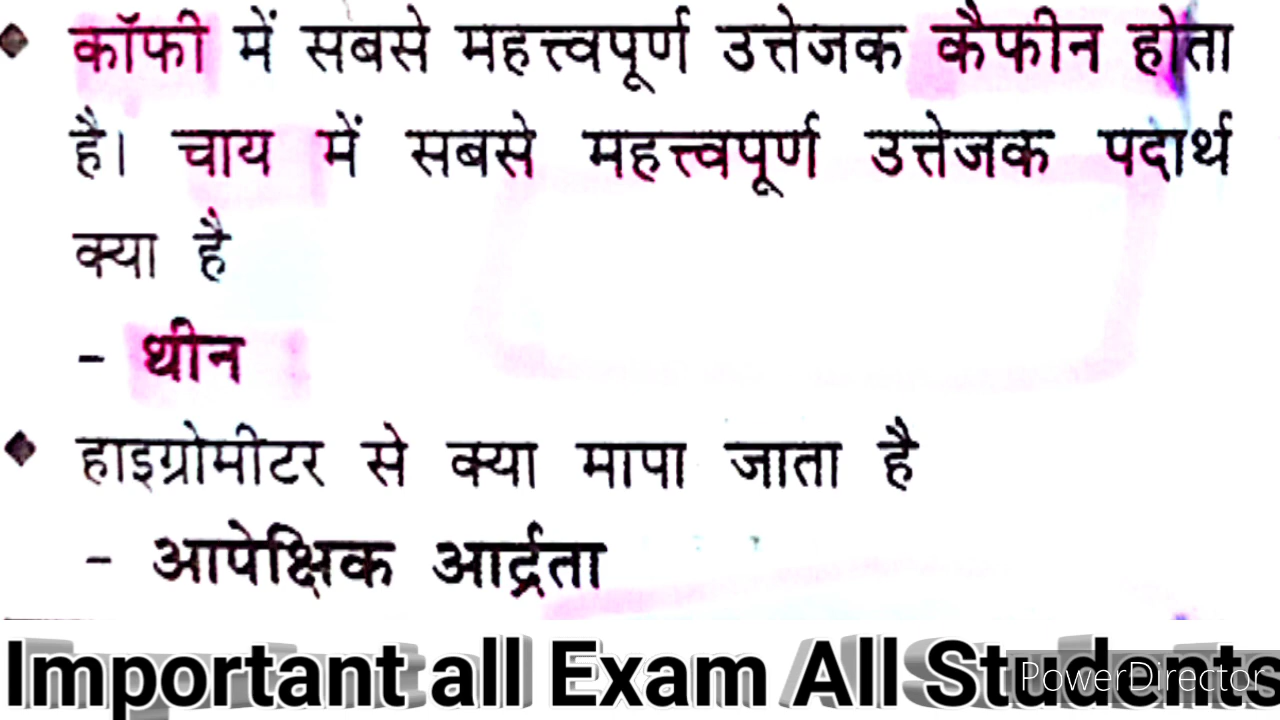 कॉफी में सबसे महत्त्वपूर्ण उत्तेजक कैफीन होता
है। चाय में सबसे महत्त्वपूर्ण उत्तेजक पदार्थ
क्या है
- थीन
हाइग्रोमीटर से क्या मापा जाता है
- आपेक्षिक आर्द्रता
Important all Exam All Students
PowerDirector